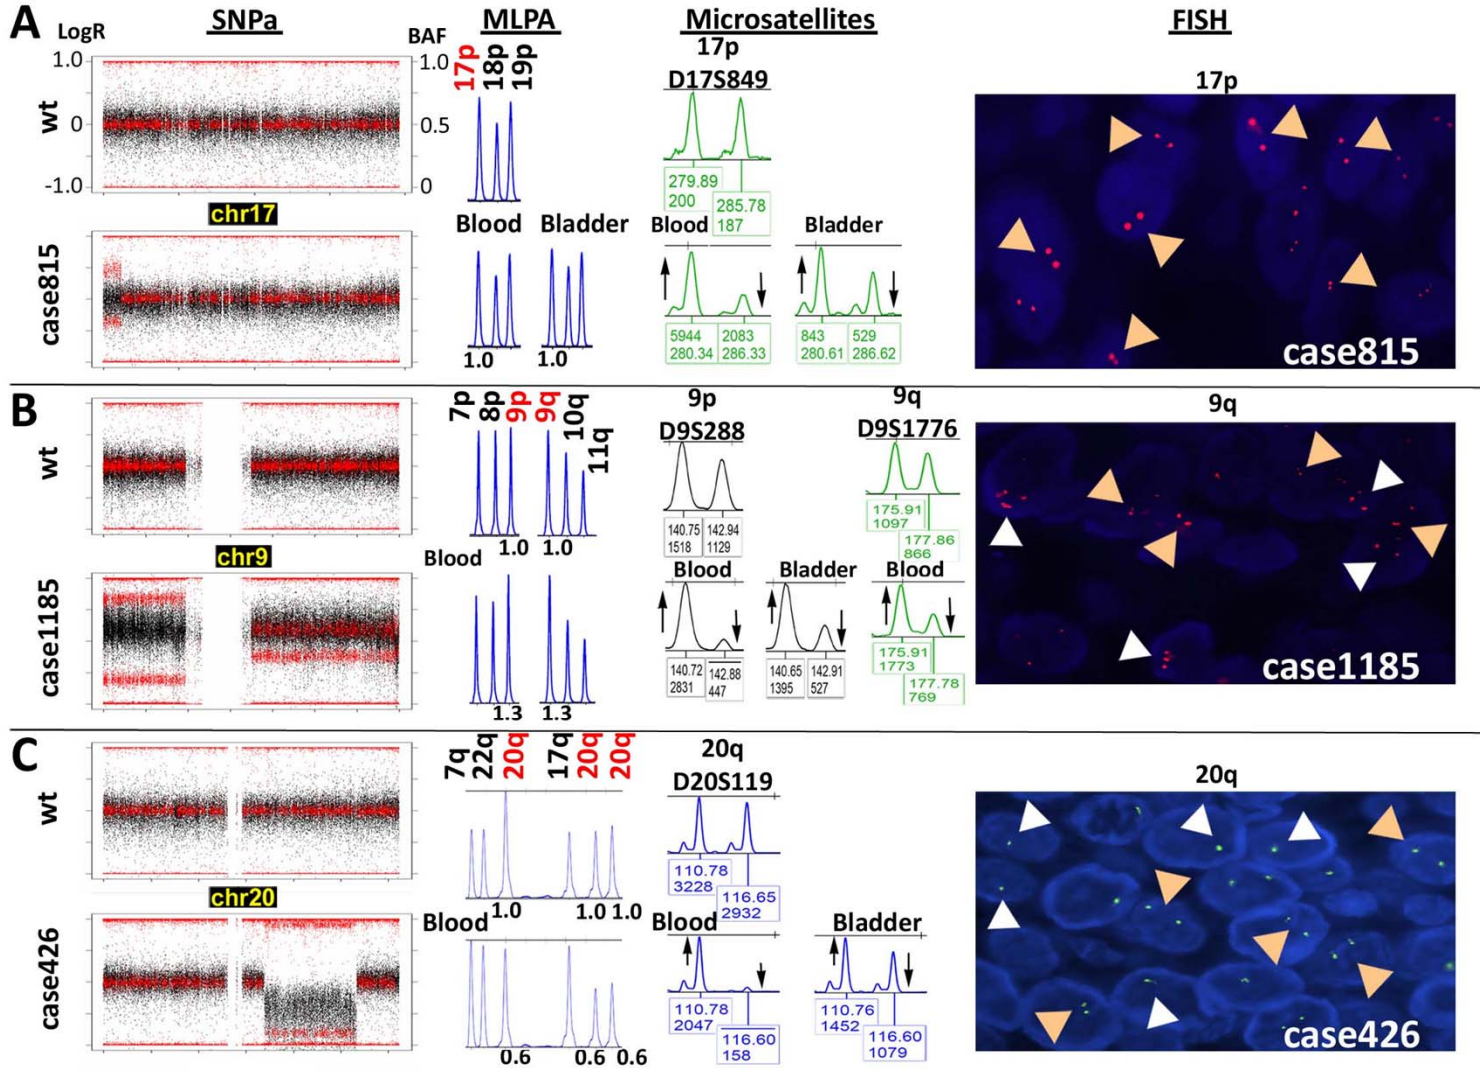 A
SNPa
MLPA
Microsatellites
FISH
LogR
BAF
17p
18p
19p
17p
D17S849
17p
wt
1.0
0
-1.0
1.0
0.5
0
279.89
200
285.78
187
chr17
case815
Blood
Bladder
1.0
1.0
Blood
Bladder
5944
280.34
2083
286.33
843
280.61
529
286.62
case815
B
wt
7p
8p
9p
9q
10q
11q
1.0
1.0
9p
D9S288
140.75
1518
142.94
1129
9q
D9S1776
175.91
1097
177.86
866
9q
chr9
case1185
Blood
1.3
1.3
Blood
Bladder
Blood
140.72
2831
142.88
447
140.65
1395
142.91
527
175.91
1773
177.78
769
case1185
C
wt
7q
22q
20q
17q
20q
20q
1.0
1.0
1.0
20q
D20S119
110.78
3228
116.65
2932
20q
chr20
case426
Blood
0.6
0.6
0.6
Blood
Bladder
110.78
2047
116.60
158
110.76
1452
116.60
1079
case426